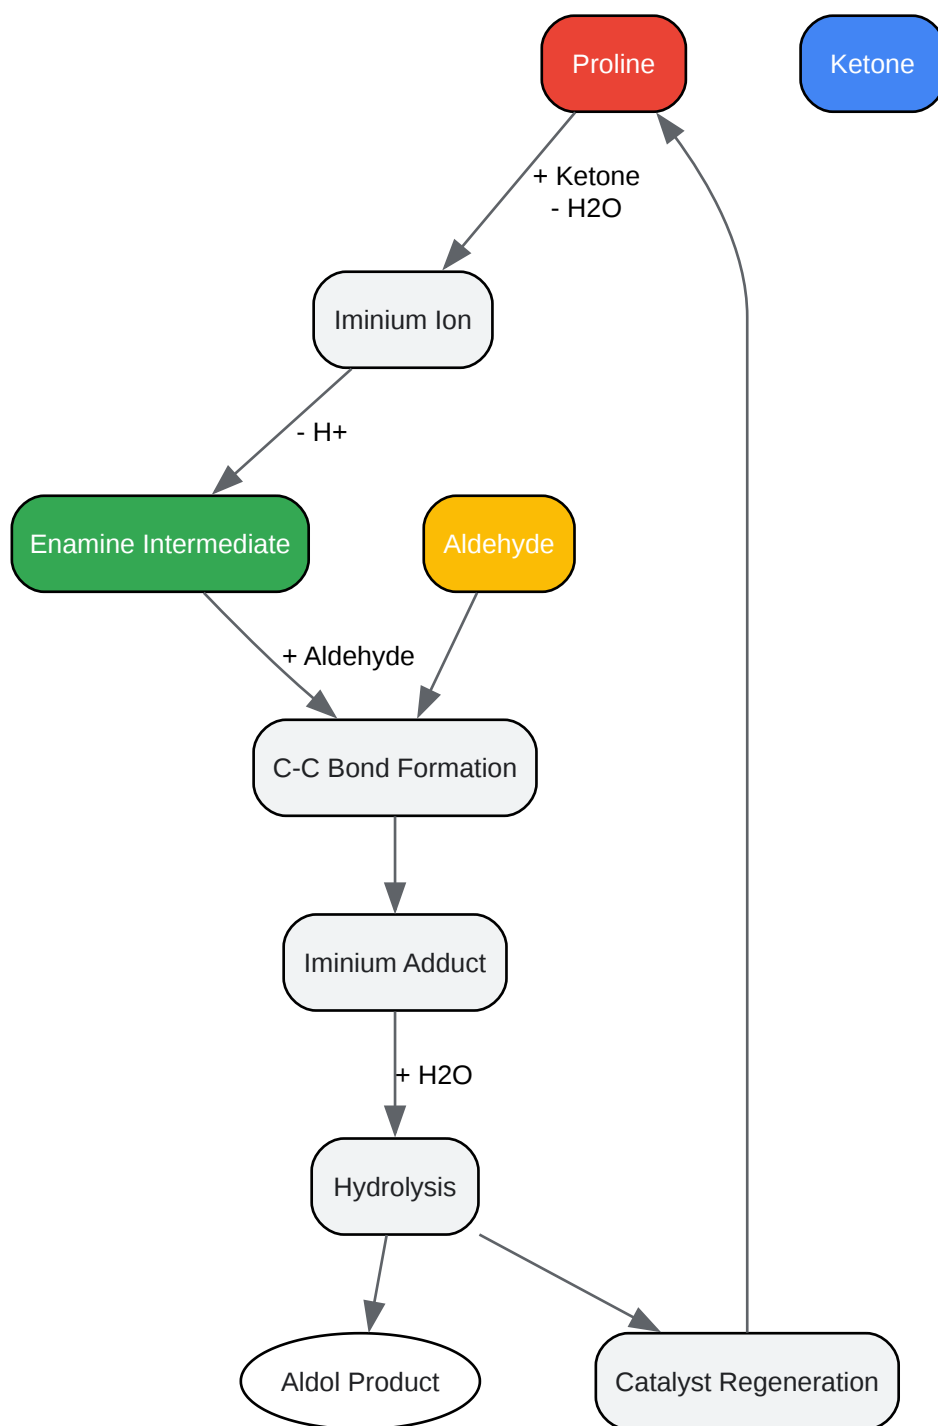 Proline
Ketone
+ Ketone
- H2O
Iminium Ion
- H+
Enamine Intermediate
Aldehyde
+ Aldehyde
C-C Bond Formation
Iminium Adduct
+ H2O
Hydrolysis
Aldol Product
Catalyst Regeneration